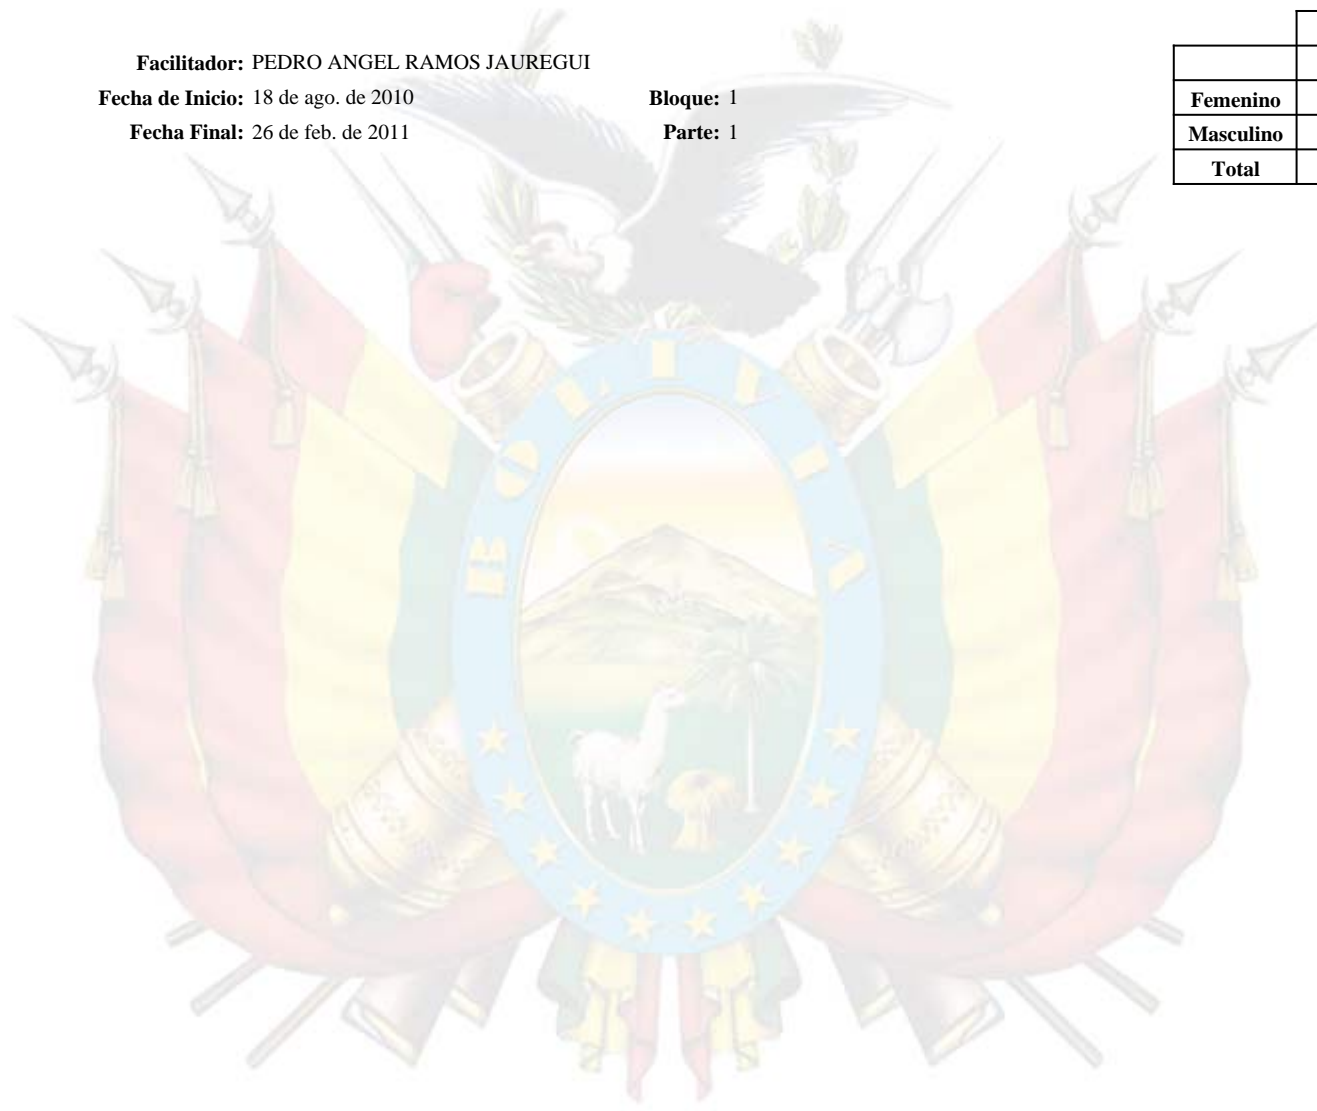 Facilitador: PEDRO ANGEL RAMOS JAUREGUI
Fecha de Inicio: 18 de ago. de 2010 Bloque: 1
Fecha Final: 26 de feb. de 2011 Parte: 1
Femenino
Masculino
Total
BOLIVIA